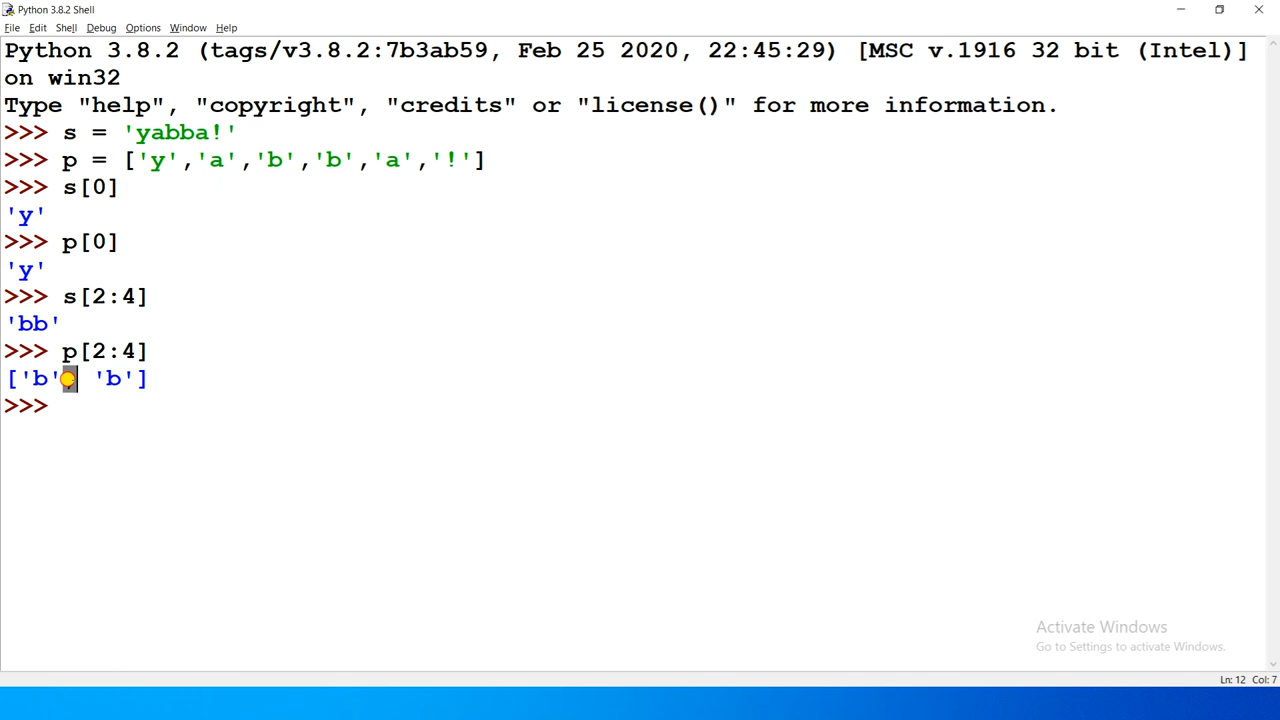 Python 3.8.2 Shell
File Edit Shell Debug Options Window Help
Python 3.8.2 (tags/v3.8.2:7b3ab59, Feb 25 2020, 22:45:29) [MSC v.1916 32 bit (Intel)]
on win32
Type "help", "copyright", "credits" or "license()" for more information.
>>> s = 'yabba!'
>>> p = ['y','a','b','b','a','!']
>>> s[0]
'y'
>>> p[0]
'y'
>>> s[2:4]
'bb'
>>> p[2:4]
['b', 'b']
>>>
Activate Windows
Go to Settings to activate Windows.
Ln: 12 Col: 7